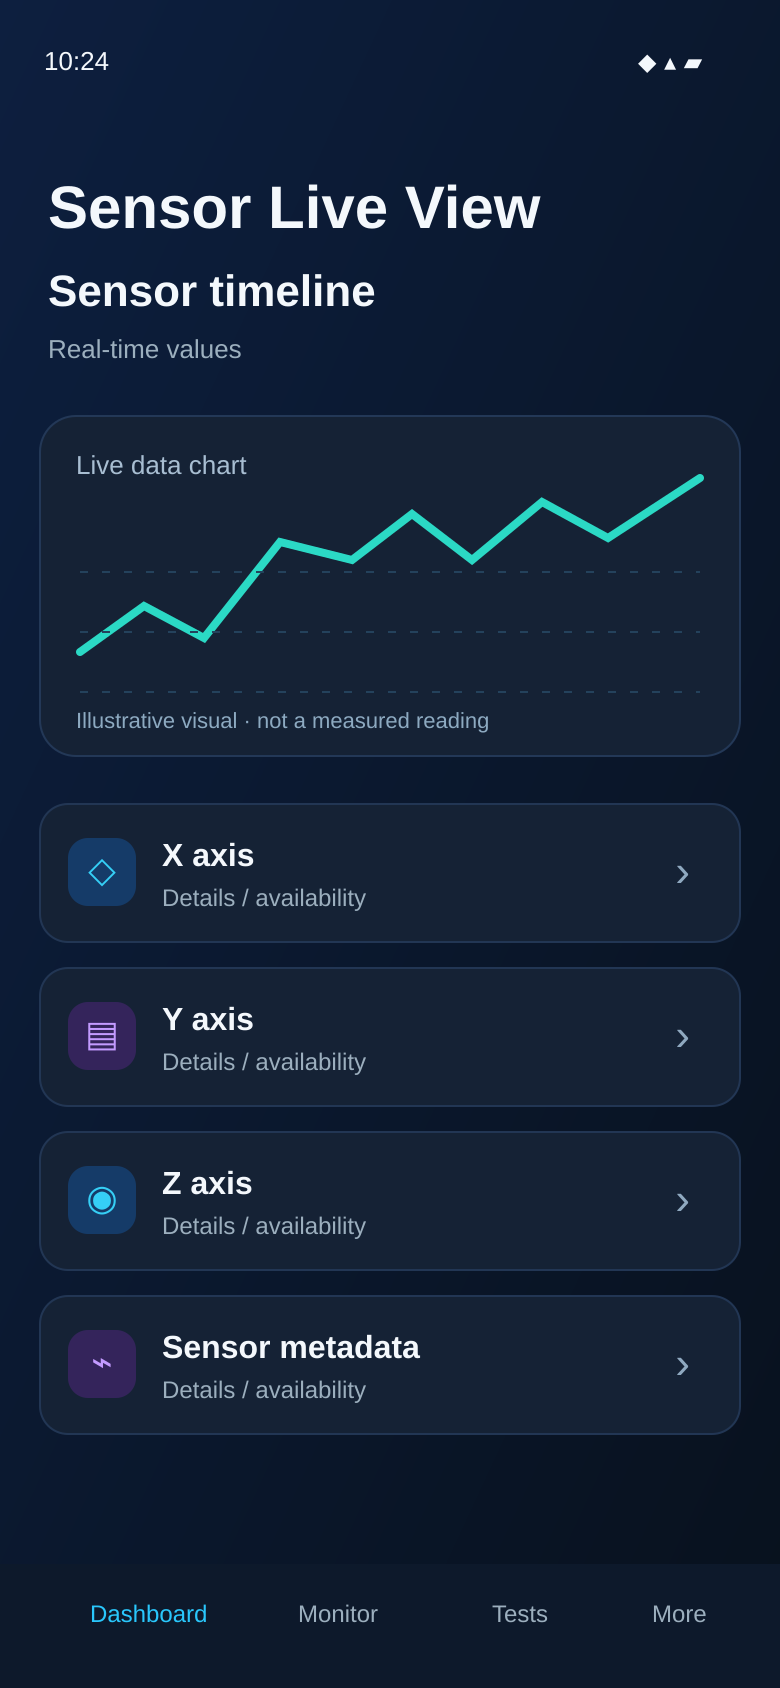 10:24
Sensor Live View
Sensor timeline
Real-time values
Live data chart
Illustrative visual · not a measured reading
X axis
Details / availability
Y axis
Details / availability
Z axis
Details / availability
Sensor metadata
Details / availability
Dashboard Monitor Tests More